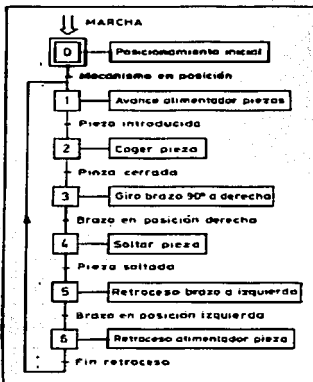 MARCHA
0 Posicionamiento inicial
Mecanismo en posición
1 Avance alimentador piezas
Pieza introducida
2 Coger pieza
Pinza cerrada
3 Giro brazo 90° a derecha
Brazo en posición derecha
4 Soltar pieza
Pieza soltada
5 Retroceso brazo a izquierda
Brazo en posición izquierda
6 Retroceso alimentador pieza
Fin retroceso